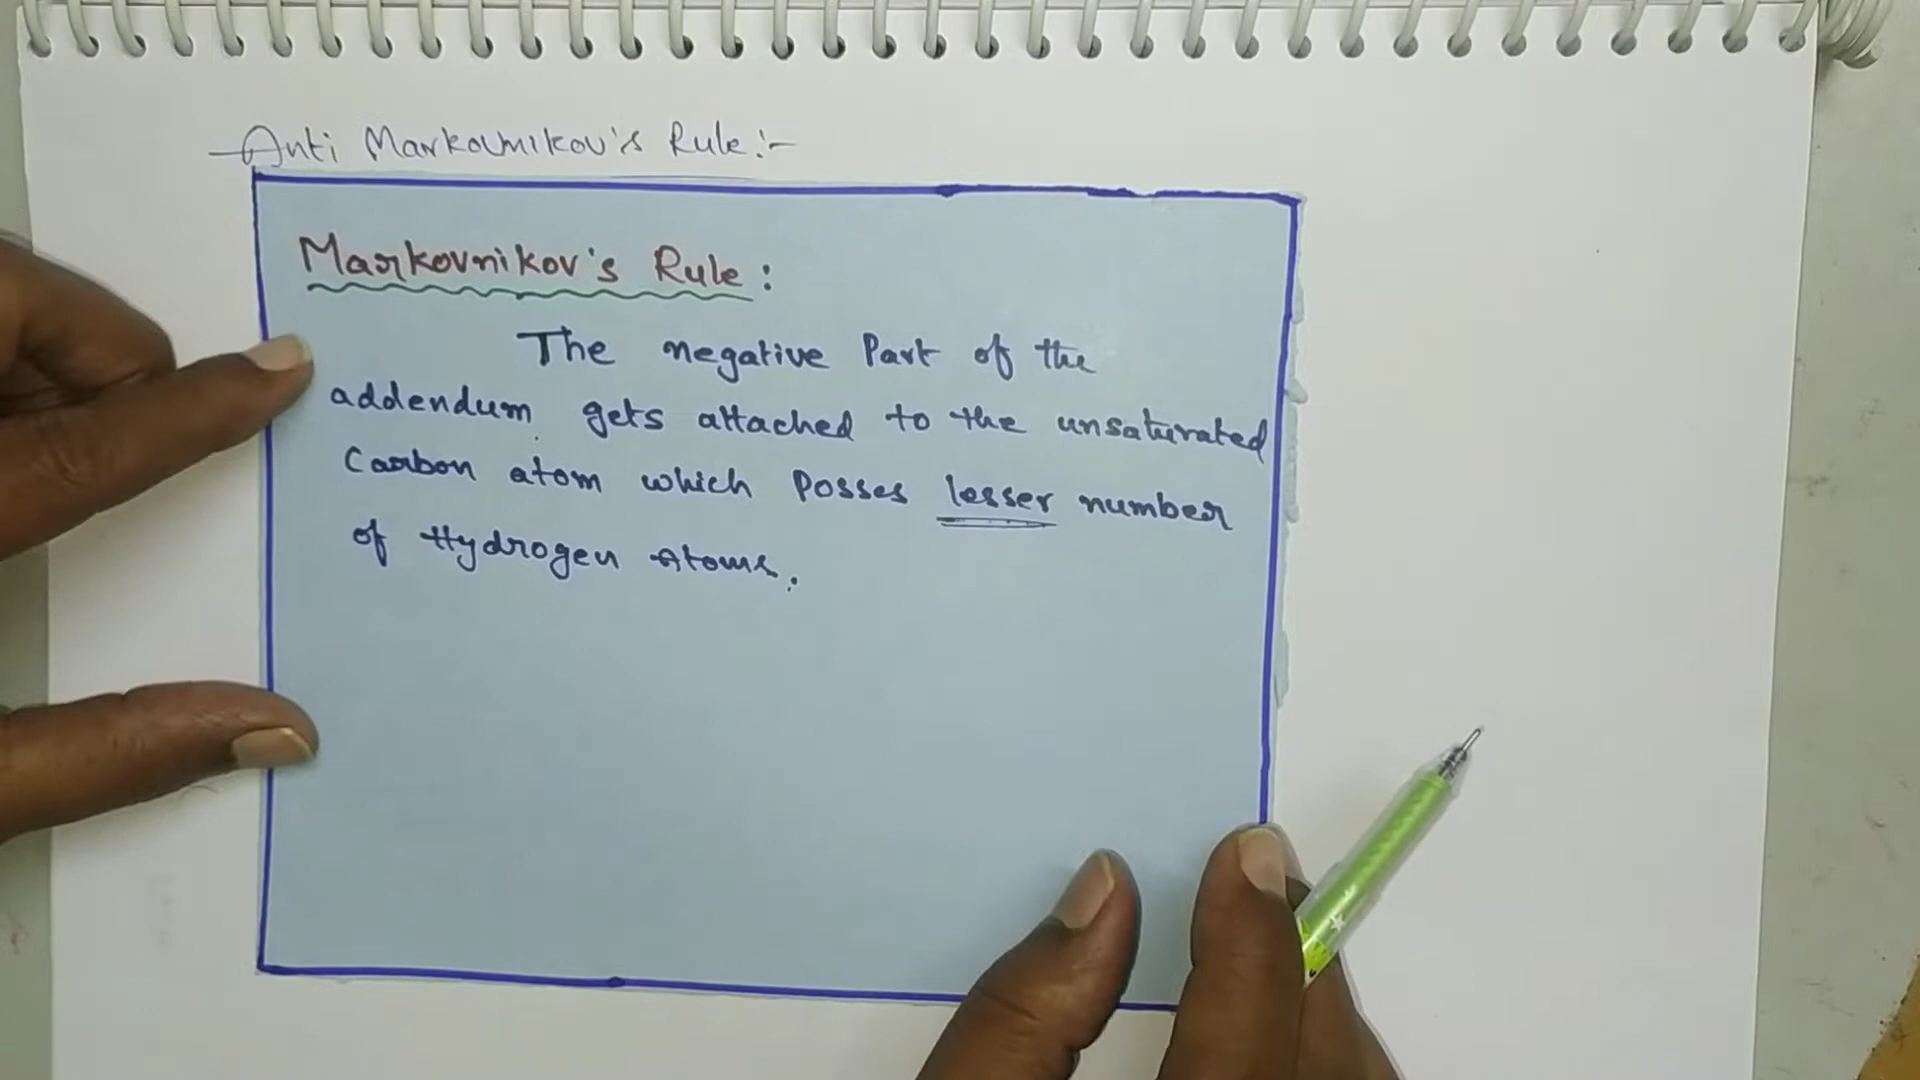 Anti Markovnikov's Rule:-
Markovnikov's Rule:
The negative Part of the
addendum gets attached to the unsaturated
Carbon atom which Posses lesser number
of Hydrogen Atoms.